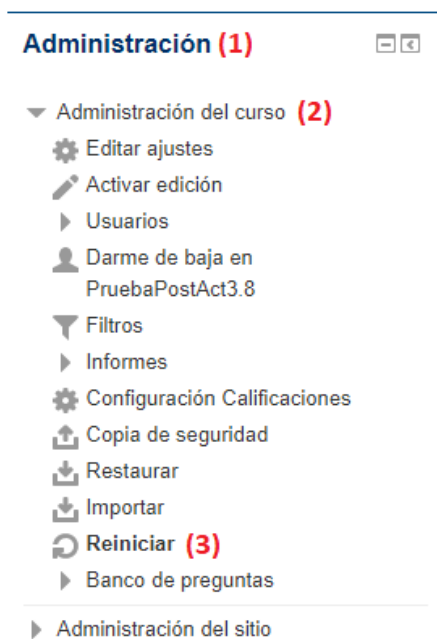 Administración (1)
Administración del curso (2)
Editar ajustes
Activar edición
Usuarios
Darme de baja en
PruebaPostAct3.8
Filtros
Informes
Configuración Calificaciones
Copia de seguridad
Restaurar
Importar
Reiniciar (3)
Banco de preguntas
Administración del sitio